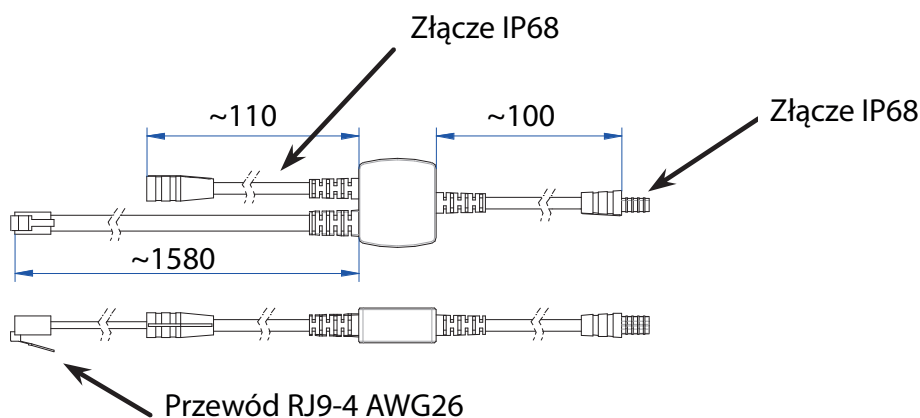 Złącze IP68
~110
~100
Złącze IP68
~1580
Przewód RJ9-4 AWG26